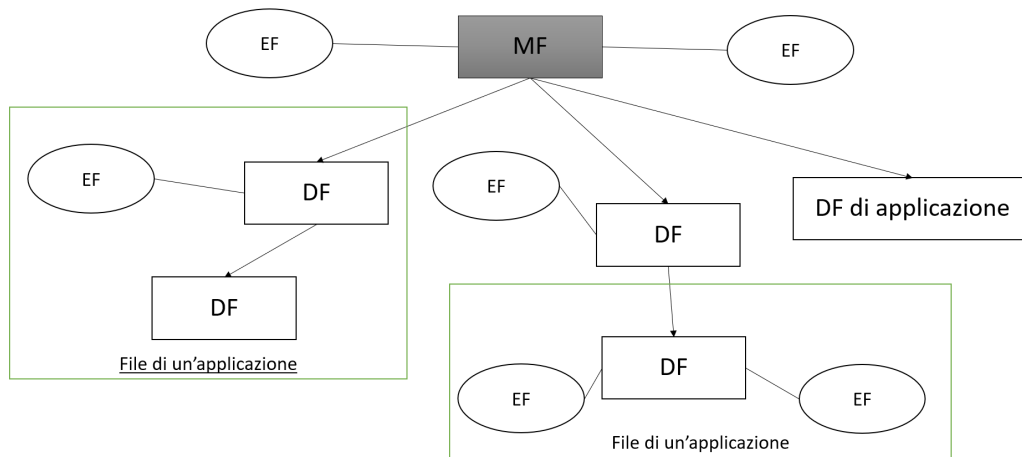 EF
MF
EF
EF
DF
EF
DF
DF di applicazione
DF
File di un'applicazione
DF
EF
EF
File di un'applicazione